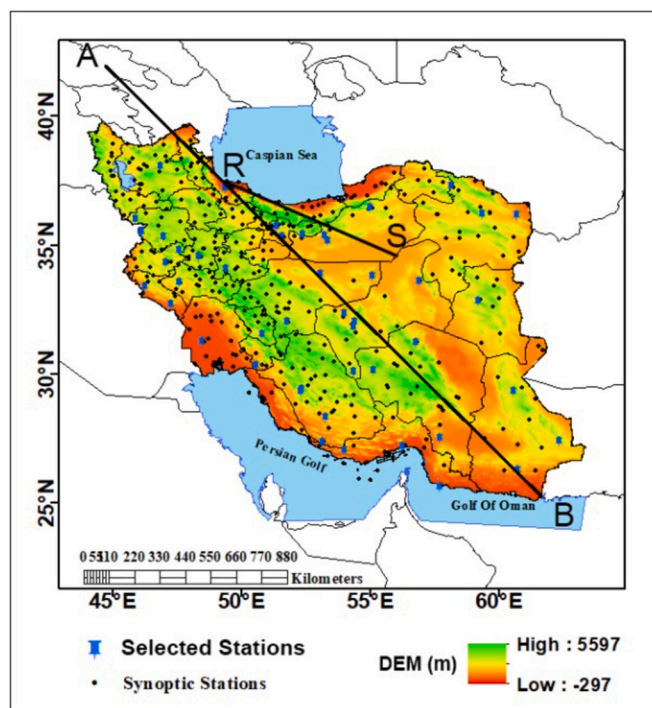 A
40°N
Caspian Sea
R
S
35°N
30°N
Persian Golf
25°N
Golf Of Oman
B
0 55110 220 330 440 550 660 770 880
Kilometers
45°E 50°E 55°E 60°E
Selected Stations
Synoptic Stations
DEM (m)
High : 5597
Low : -297